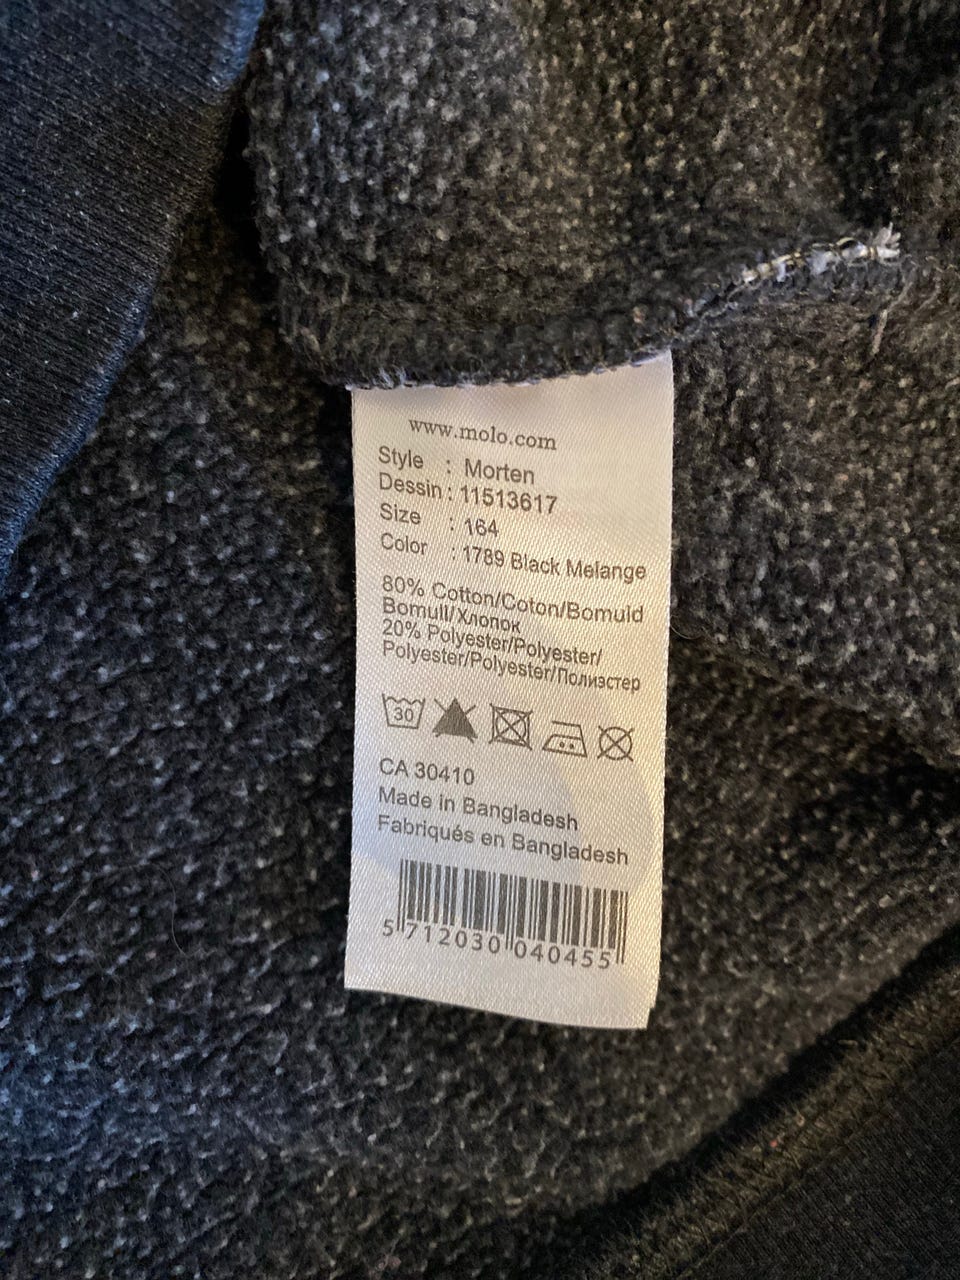 www.molo.com
Style : Morten
Dessin : 11513617
Size : 164
Color : 1789 Black Melange
80% Cotton/Coton/Bomuld
Bomull/Хлопок
20% Polyester/Polyester/
Polyester/Polyester/Полиэстер
30
CA 30410
Made in Bangladesh
Fabriqués en Bangladesh
5 712030 040455